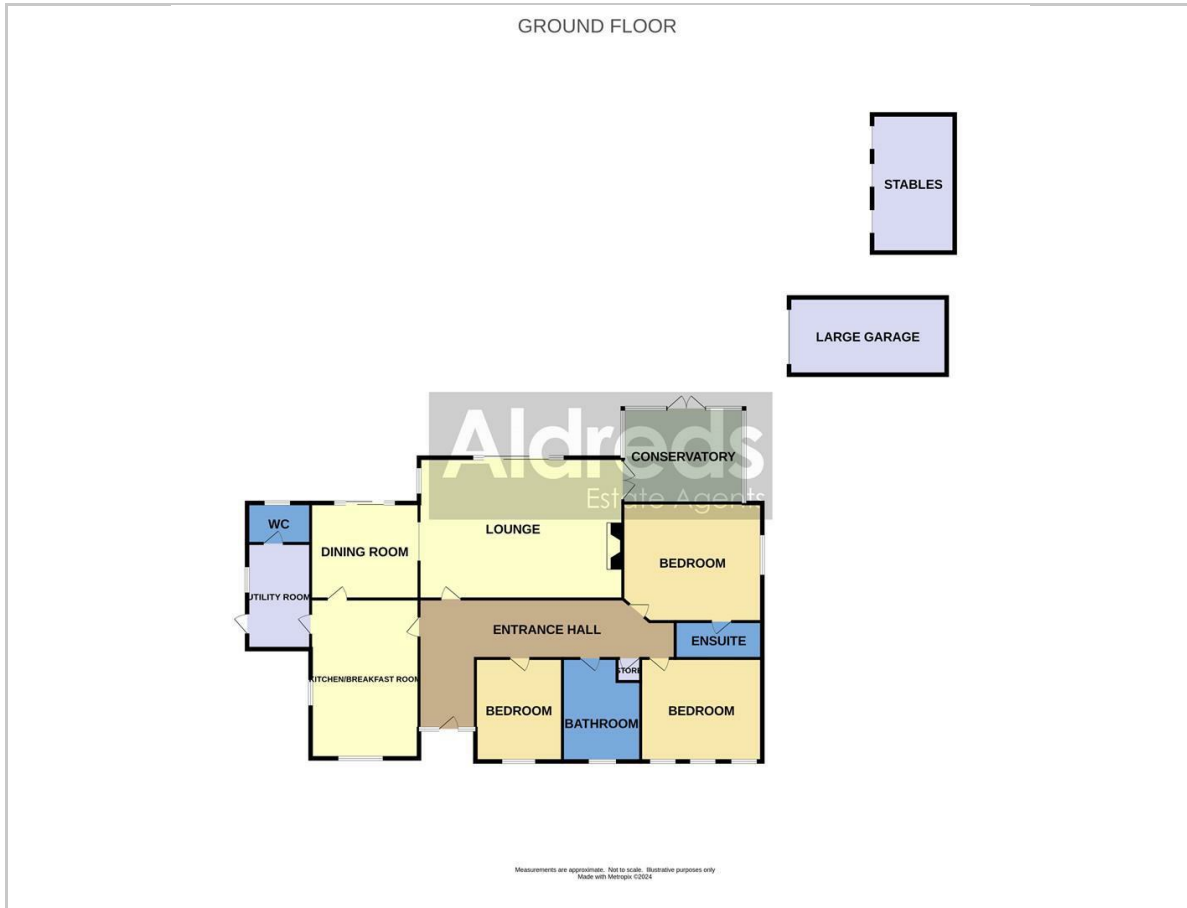 GROUND FLOOR
STABLES
LARGE GARAGE
Aldreds
Estate Agents
CONSERVATORY
WC
LOUNGE
DINING ROOM
BEDROOM
UTILITY ROOM
ENTRANCE HALL
ENSUITE
STORE
KITCHEN/BREAKFAST ROOM
BEDROOM
BATHROOM
BEDROOM
Measurements are approximate. Not to scale. Illustrative purposes only
Made with Metropix ©2024